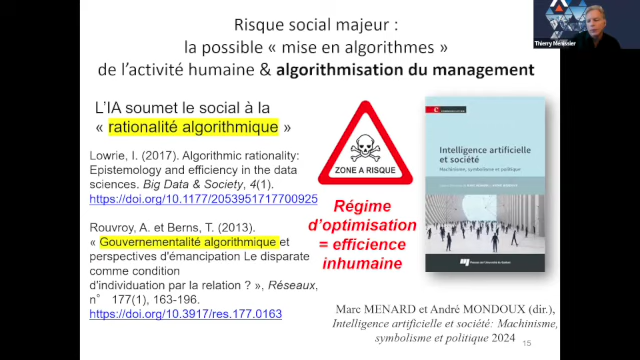 Risque social majeur :
la possible « mise en algorithmes »
de l'activité humaine & algorithmisation du management
L'IA soumet le social à la
« rationalité algorithmique »
Lowrie, I. (2017). Algorithmic rationality:
Epistemology and efficiency in the data
sciences. Big Data & Society, 4(1).
https://doi.org/10.1177/2053951717700925
Rouvroy, A. et Berns, T. (2013).
« Gouvernementalité algorithmique et
perspectives d'émancipation Le disparate
comme condition
d'individuation par la relation ? », Réseaux,
n° 177(1), 163-196.
https://doi.org/10.3917/res.177.0163
ZONE A RISQUE
Régime
d'optimisation
= efficience
inhumaine
Intelligence artificielle
et société
Machinisme, symbolisme et politique
Presses de l'Université du Québec
Marc MENARD et André MONDOUX (dir.),
Intelligence artificielle et société: Machinisme,
symbolisme et politique 2024
15
Thierry Ménissier